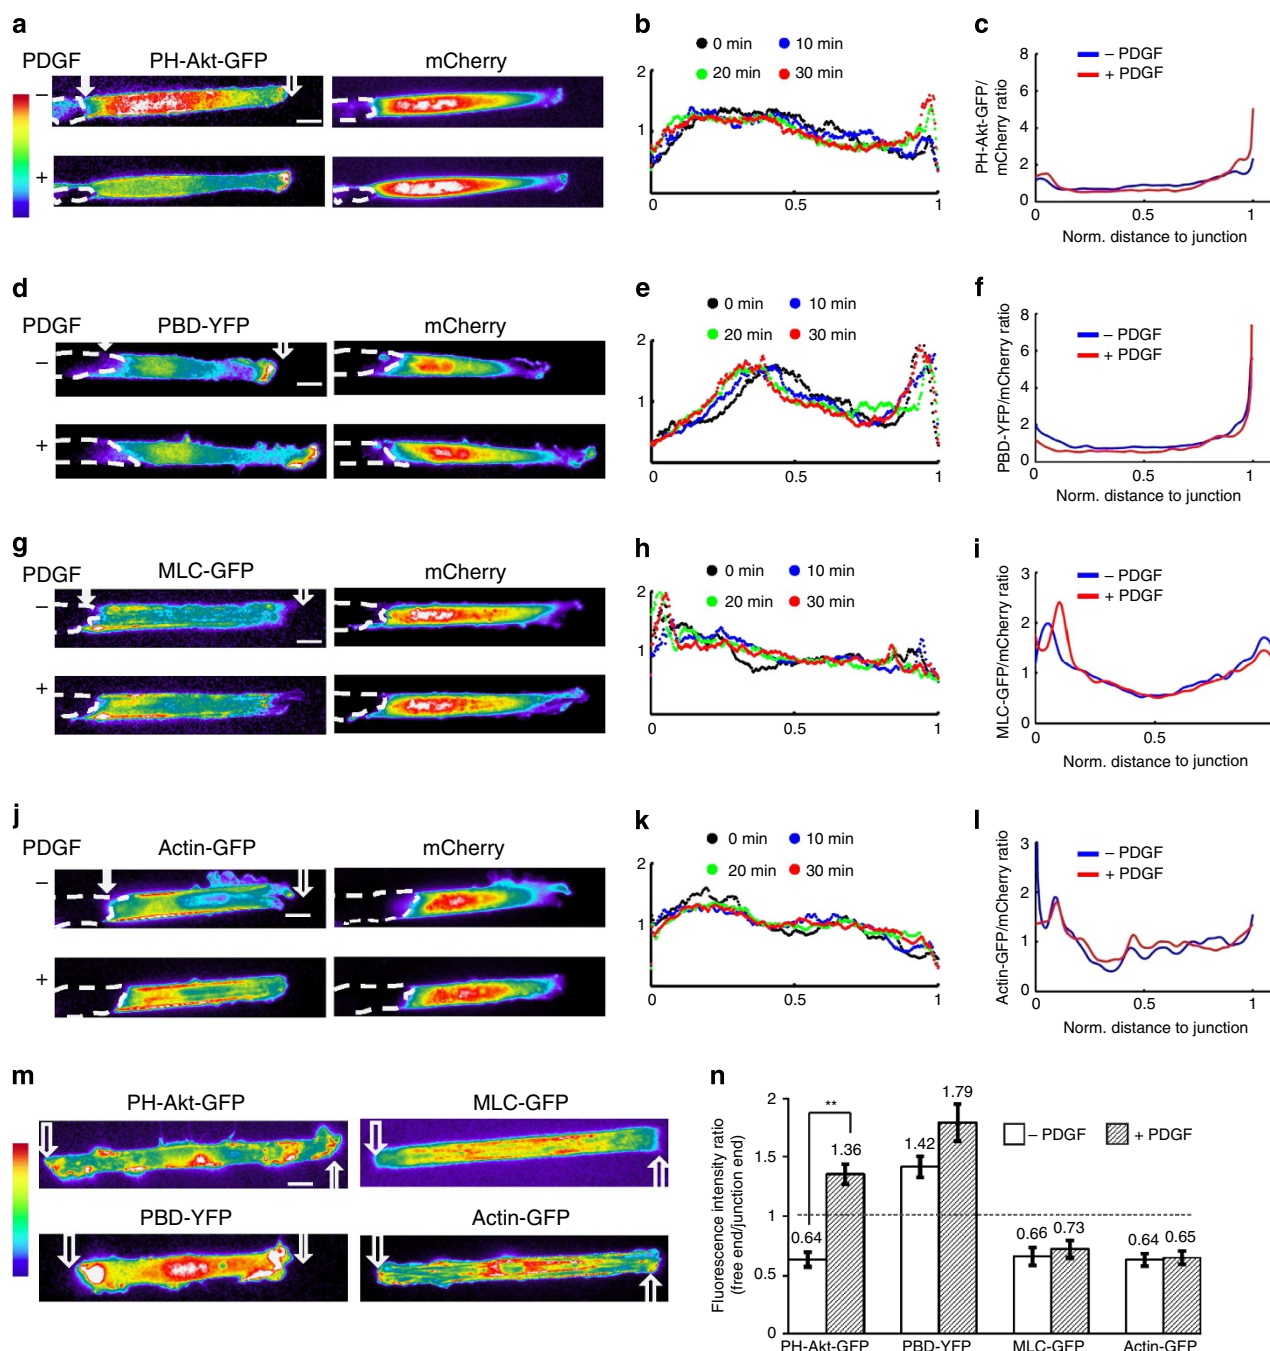 a
PDGF
PH-Akt-GFP
mCherry
–
+
b
0 min
10 min
20 min
30 min
2
1
0
0.5
1
c
– PDGF
+ PDGF
PH-Akt-GFP/
mCherry ratio
8
6
4
2
0
0
0.5
1
Norm. distance to junction
d
PDGF
PBD-YFP
mCherry
–
+
e
0 min
10 min
20 min
30 min
2
1
0
0.5
1
f
– PDGF
+ PDGF
PBD-YFP/mCherry ratio
8
6
4
2
0
0
0.5
1
Norm. distance to junction
g
PDGF
MLC-GFP
mCherry
–
+
h
0 min
10 min
20 min
30 min
2
1
0
0.5
1
i
– PDGF
+ PDGF
MLC-GFP/mCherry ratio
3
2
1
0
0
0.5
Norm. distance to junction
j
PDGF
Actin-GFP
mCherry
–
+
k
0 min
10 min
20 min
30 min
2
1
0
0.5
1
l
– PDGF
+ PDGF
Actin-GFP/mCherry ratio
3
2
1
0
0
0.5
1
Norm. distance to junction
m
PH-Akt-GFP
MLC-GFP
PBD-YFP
Actin-GFP
n
Fluorescence intensity ratio
(free end/junction end)
2
1.5
1
0.5
0
**
0.64
1.36
1.42
1.79
0.66
0.73
0.64
0.65
– PDGF
+ PDGF
PH-Akt-GFP
PBD-YFP
MLC-GFP
Actin-GFP